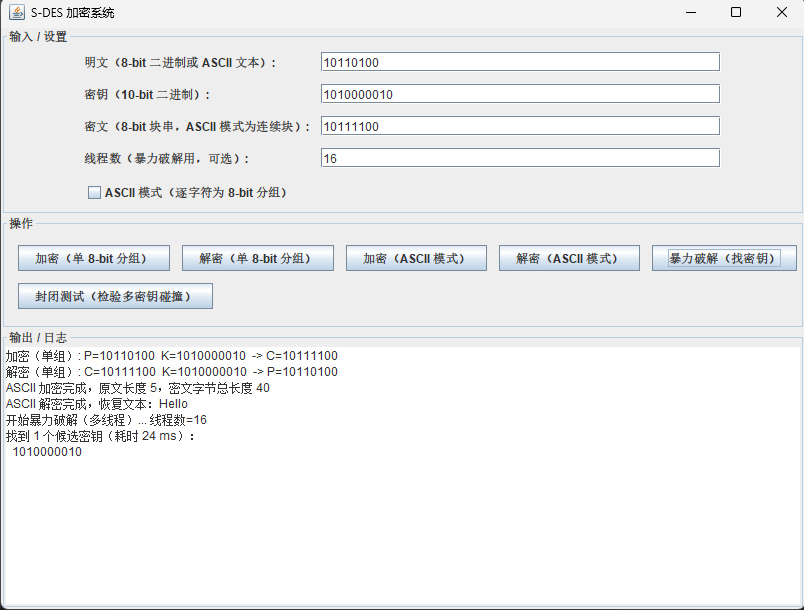 S-DES 加密系统
输入 / 设置
明文（8-bit 二进制或 ASCII 文本）: 10110100
密钥（10-bit 二进制）: 1010000010
密文（8-bit 块串，ASCII 模式为连续块）: 10111100
线程数（暴力破解用，可选）: 16
ASCII 模式（逐字符为 8-bit 分组）
操作
加密（单 8-bit 分组） 解密（单 8-bit 分组） 加密（ASCII 模式） 解密（ASCII 模式） 暴力破解（找密钥）
封闭测试（检验多密钥碰撞）
输出 / 日志
加密（单组）: P=10110100 K=1010000010 -> C=10111100
解密（单组）: C=10111100 K=1010000010 -> P=10110100
ASCII 加密完成，原文长度 5，密文字节总长度 40
ASCII 解密完成，恢复文本：Hello
开始暴力破解（多线程）... 线程数=16
找到 1 个候选密钥（耗时 24 ms）:
1010000010